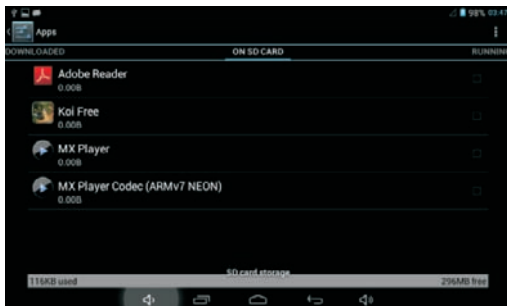 98% 03:47
Apps
DOWNLOADED ON SD CARD RUNNIN
Adobe Reader
0.00B
Koi Free
0.00B
MX Player
0.00B
MX Player Codec (ARMv7 NEON)
0.00B
SD card storage
116KB used 296MB free